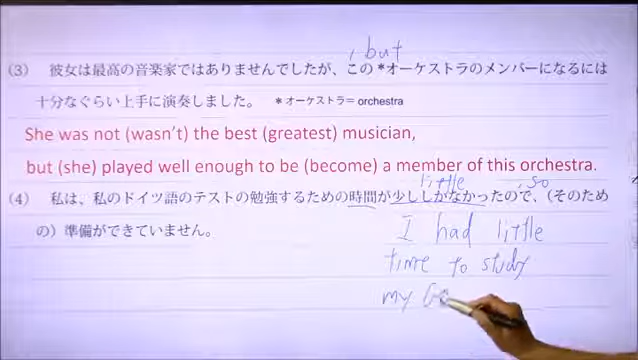 , but
(3) 彼女は最高の音楽家ではありませんでしたが、この*オーケストラのメンバーになるには
十分なぐらい上手に演奏しました。 *オーケストラ= orchestra
She was not (wasn't) the best (greatest) musician,
but (she) played well enough to be (become) a member of this orchestra.
little , so
(4) 私は、私のドイツ語のテストの勉強するための時間が少ししかなかったので、(そのため
の) 準備ができていません。
I had little
time to study
my Ge